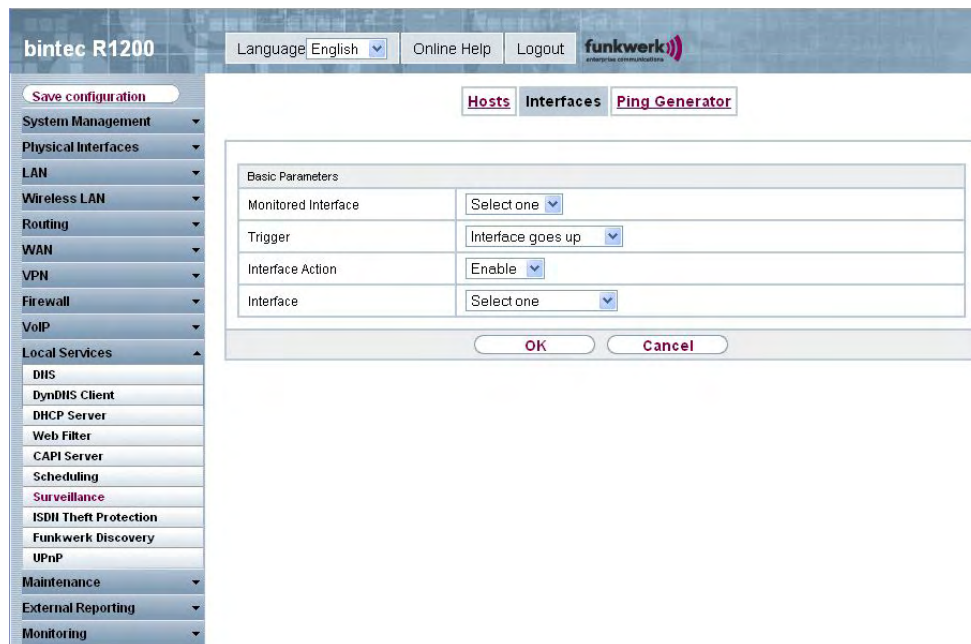 bintec R1200
Language English Online Help Logout funkwerk
enterprise communications
Save configuration
System Management
Physical Interfaces
LAN
Wireless LAN
Routing
WAN
VPN
Firewall
VoIP
Local Services
DNS
DynDNS Client
DHCP Server
Web Filter
CAPI Server
Scheduling
Surveillance
ISDN Theft Protection
Funkwerk Discovery
UPnP
Maintenance
External Reporting
Monitoring
Hosts Interfaces Ping Generator
Basic Parameters
Monitored Interface Select one
Trigger Interface goes up
Interface Action Enable
Interface Select one
OK Cancel